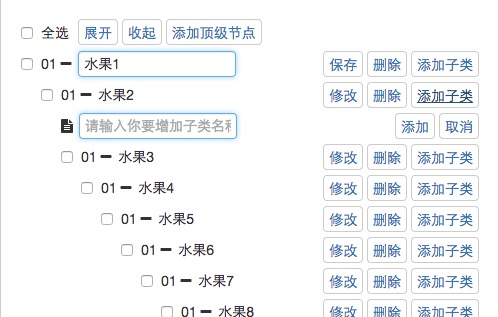 全选 展开 收起 添加顶级节点
01 水果1 保存 删除 添加子类
01 水果2 修改 删除 添加子类
请输入你要增加子类名称 添加 取消
01 水果3 修改 删除 添加子类
01 水果4 修改 删除 添加子类
01 水果5 修改 删除 添加子类
01 水果6 修改 删除 添加子类
01 水果7 修改 删除 添加子类
01 水果8 修改 删除 添加子类